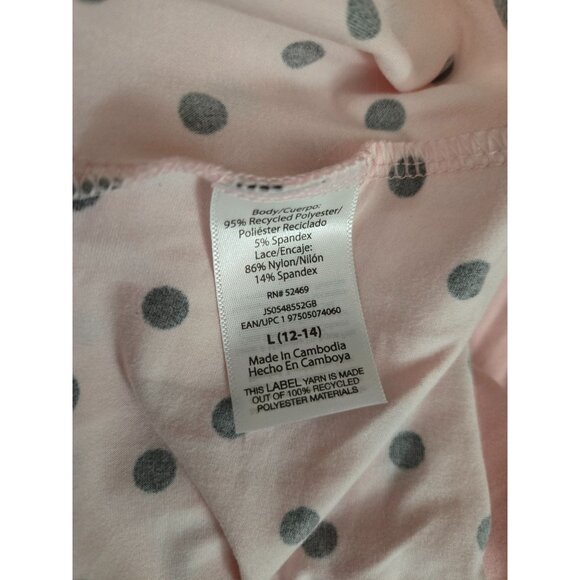 Body/Cuerpo:
95% Recycled Polyester/
Poliéster Reciclado
5% Spandex
Lace/Encaje:
86% Nylon/Nilón
14% Spandex
RN# 52469
JS0548552GB
EAN/UPC 1 97505074060
L (12-14)
Made In Cambodia
Hecho En Camboya
THIS LABEL YARN IS MADE
OUT OF 100% RECYCLED
POLYESTER MATERIALS